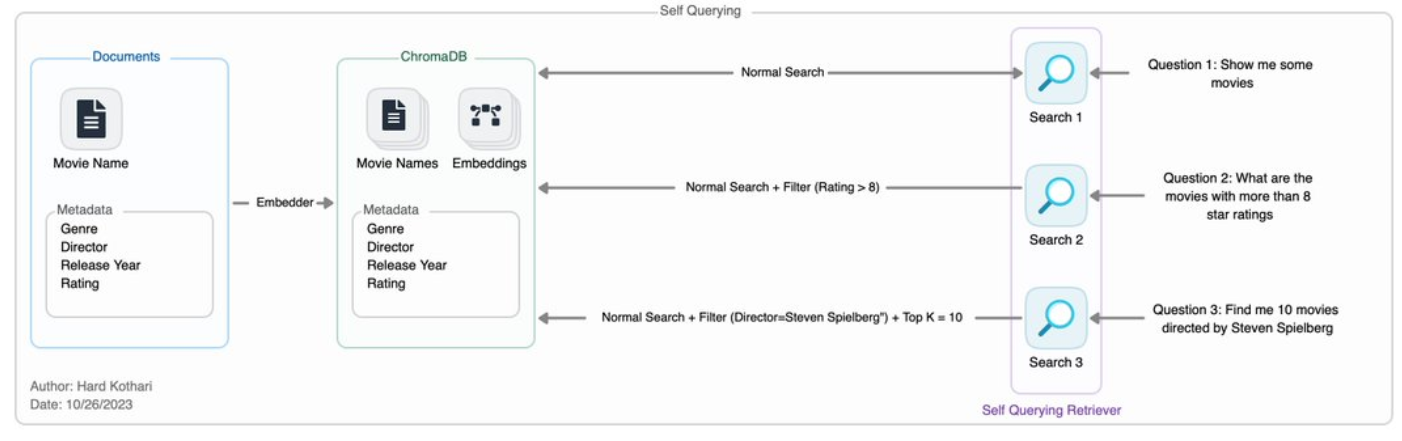 Self Querying
Documents
Movie Name
Metadata
Genre
Director
Release Year
Rating
Embedder
ChromaDB
Movie Names
Embeddings
Metadata
Genre
Director
Release Year
Rating
Normal Search
Normal Search + Filter (Rating > 8)
Normal Search + Filter (Director=Steven Spielberg") + Top K = 10
Search 1
Search 2
Search 3
Self Querying Retriever
Question 1: Show me some
movies
Question 2: What are the
movies with more than 8
star ratings
Question 3: Find me 10 movies
directed by Steven Spielberg
Author: Hard Kothari
Date: 10/26/2023